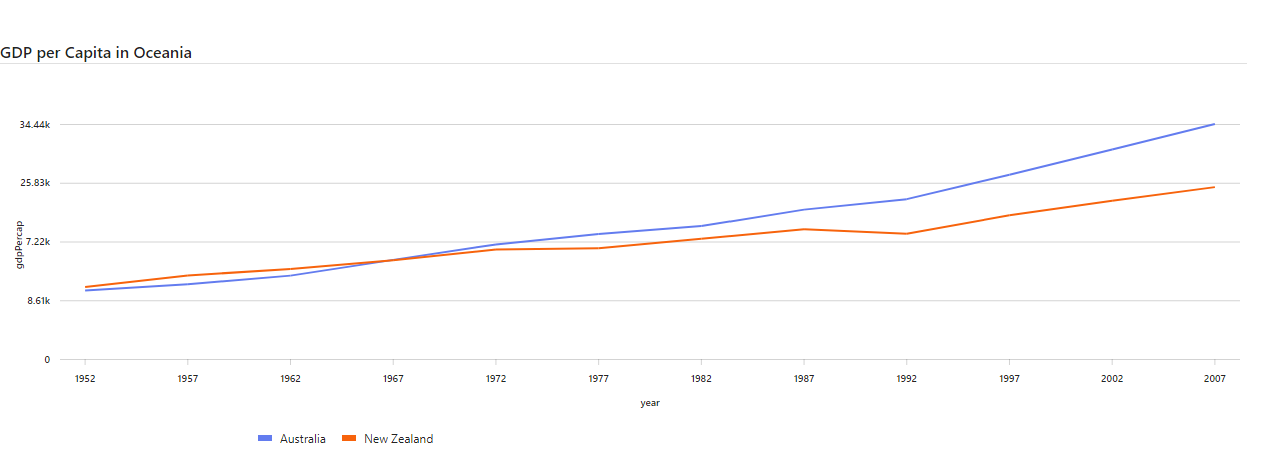 GDP per Capita in Oceania
34.44k
25.83k
7.22k
8.61k
0
gdpPercap
1952 1957 1962 1967 1972 1977 1982 1987 1992 1997 2002 2007
year
Australia New Zealand